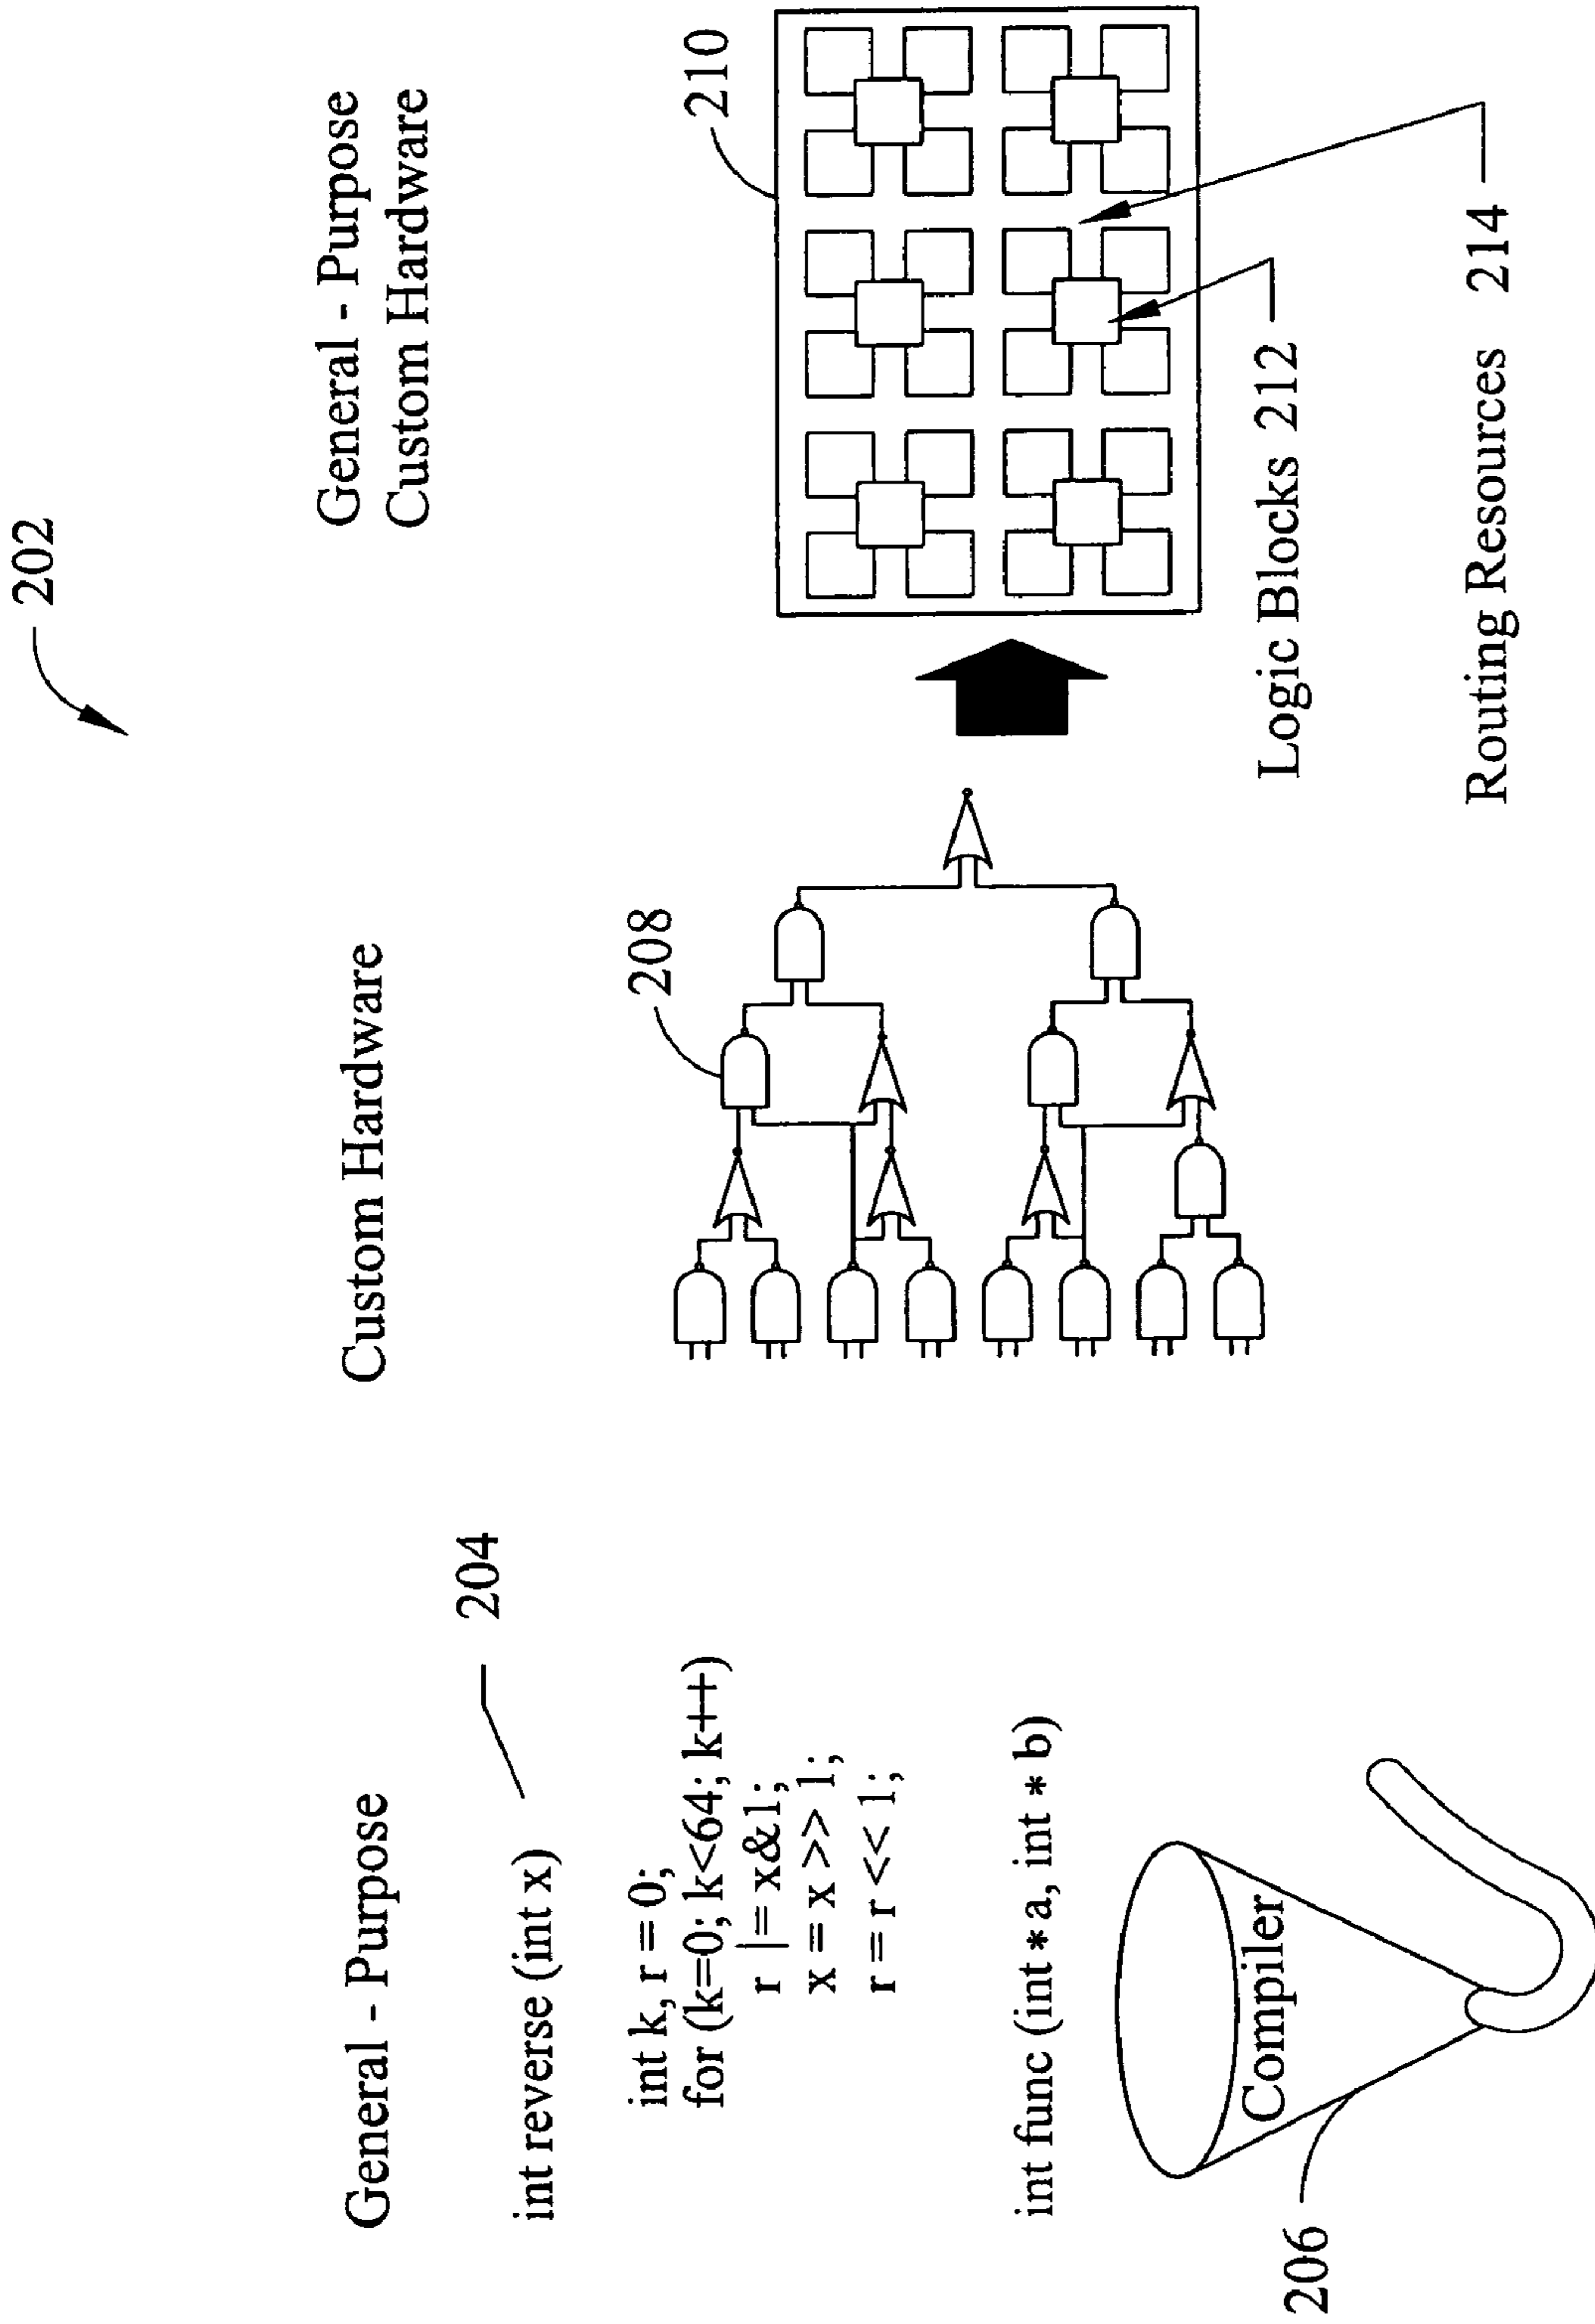 202
General - Purpose
204
int reverse (int x)
int k, r = 0;
for (k=0; k<64; k++)
r |= x&1;
x = x >> 1;
r = r << 1;
int func (int * a, int * b)
Compiler
206
Custom Hardware
208
General - Purpose
Custom Hardware
210
Logic Blocks 212
Routing Resources 214